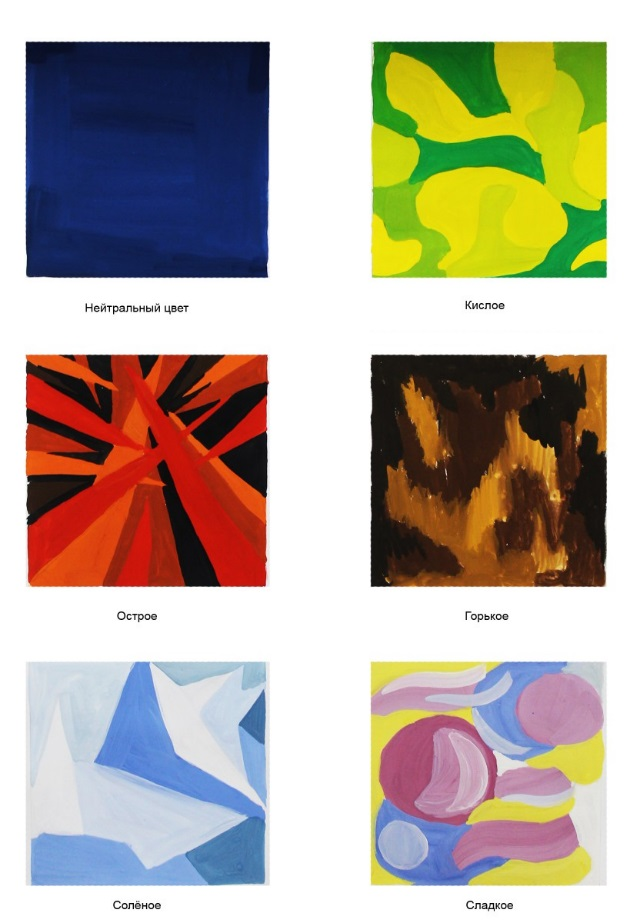 Нейтральный цвет
Кислое
Острое
Горькое
Солёное
Сладкое